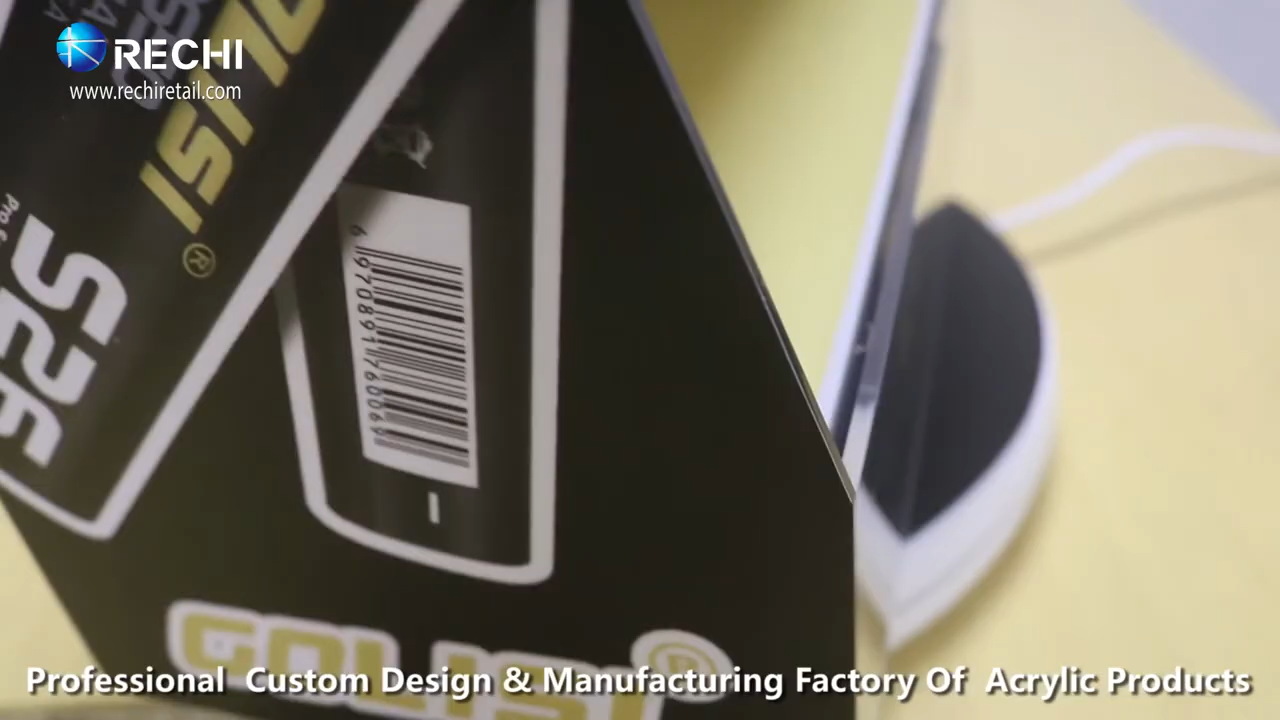 RECHI
www.rechiretail.com
GOLISI®
S26
6970891760069
GOLISI®
Professional Custom Design & Manufacturing Factory Of Acrylic Products